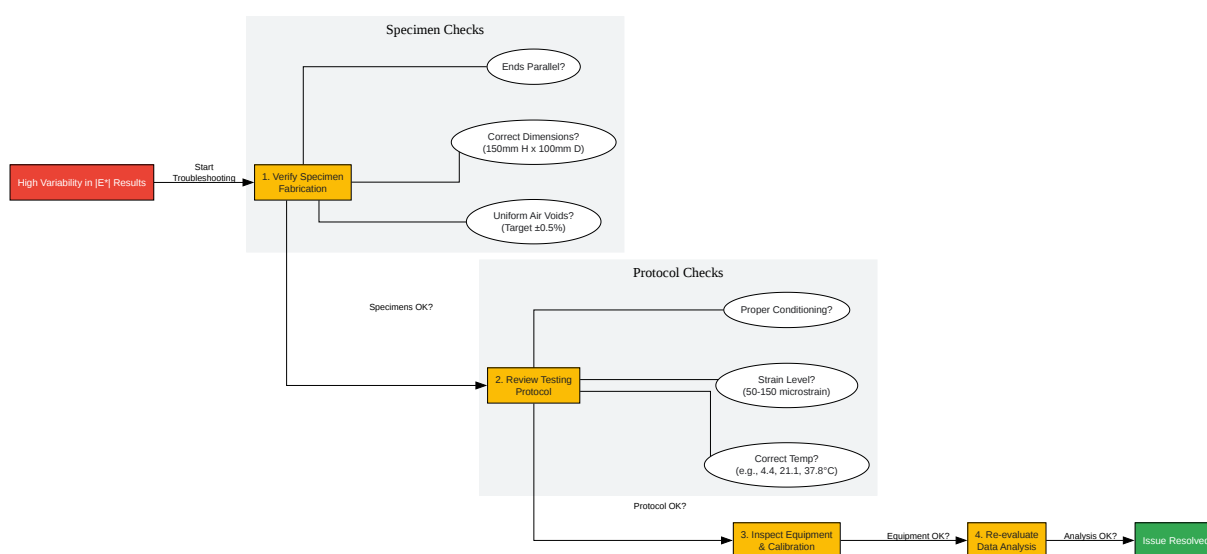 Specimen Checks
Ends Parallel?
Correct Dimensions?
(150mm H x 100mm D)
Start
Troubleshooting
High Variability in |E*| Results
1. Verify Specimen
Fabrication
Uniform Air Voids?
(Target ±0.5%)
Specimens OK?
Protocol Checks
Proper Conditioning?
2. Review Testing
Protocol
Strain Level?
(50-150 microstrain)
Correct Temp?
(e.g., 4.4, 21.1, 37.8°C)
Protocol OK?
3. Inspect Equipment
& Calibration
Equipment OK?
4. Re-evaluate
Data Analysis
Analysis OK?
Issue Resolved